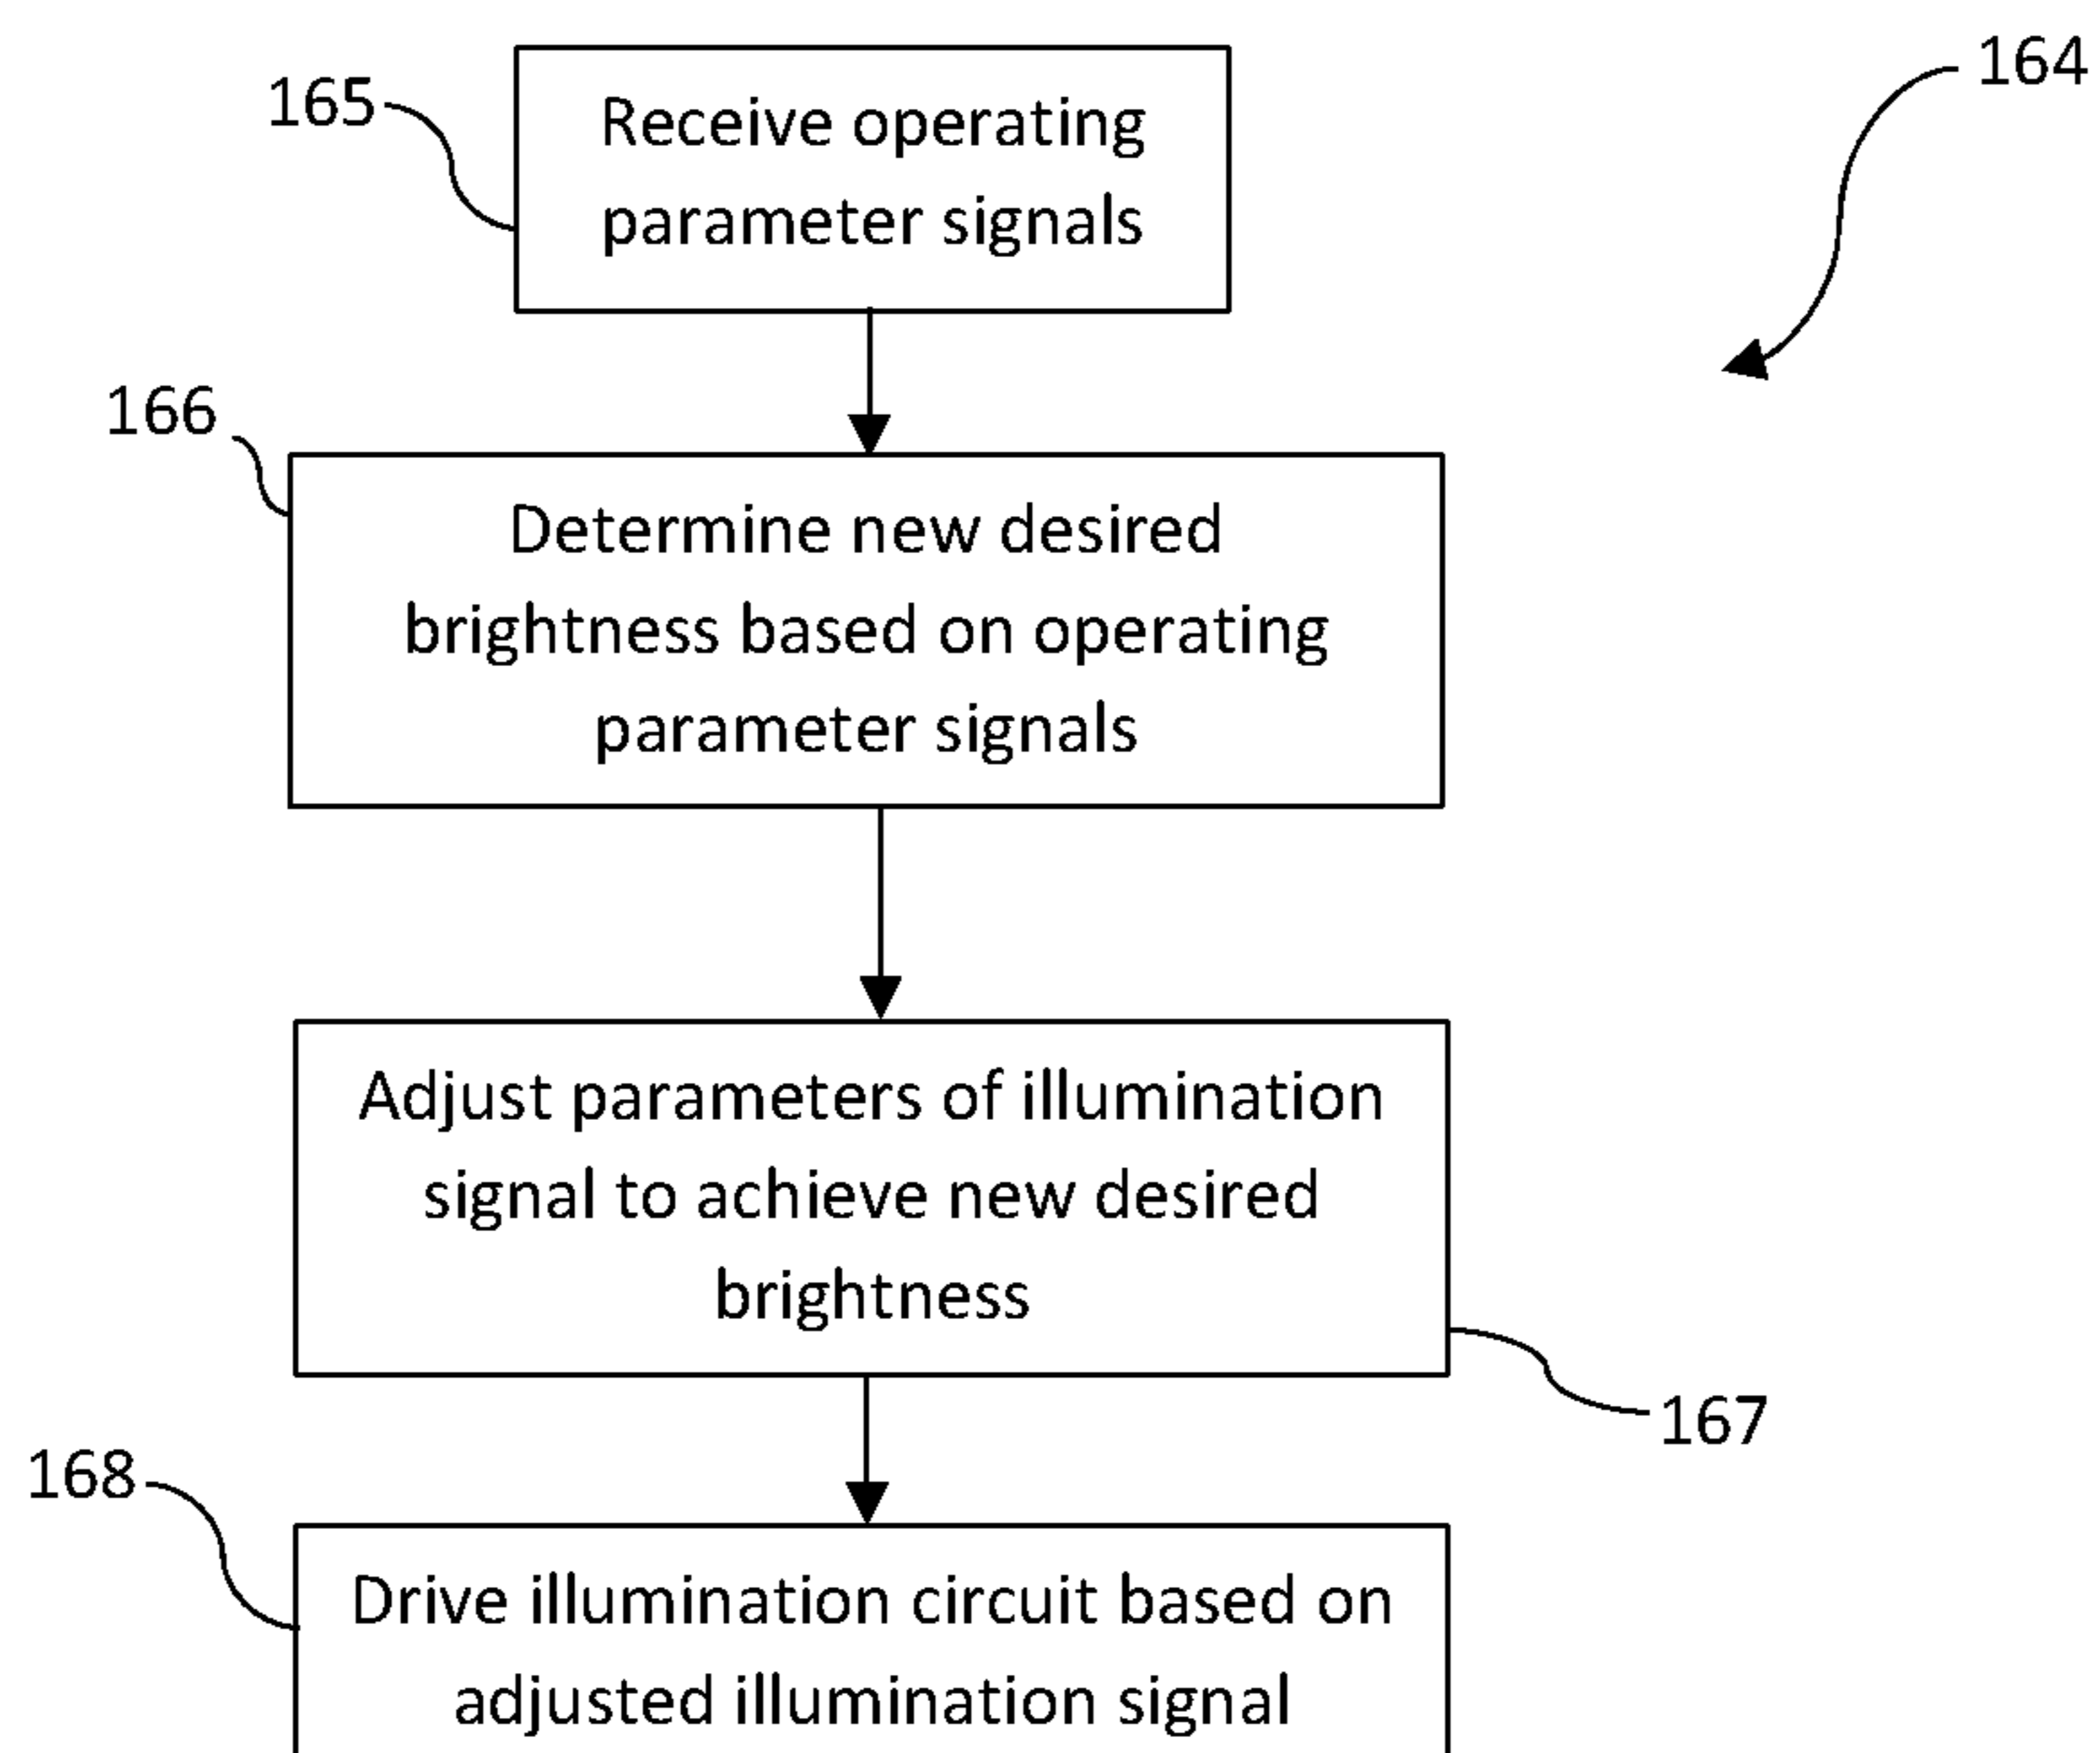 164
165
Receive operating
parameter signals
166
Determine new desired
brightness based on operating
parameter signals
Adjust parameters of illumination
signal to achieve new desired
brightness
167
168
Drive illumination circuit based on
adjusted illumination signal